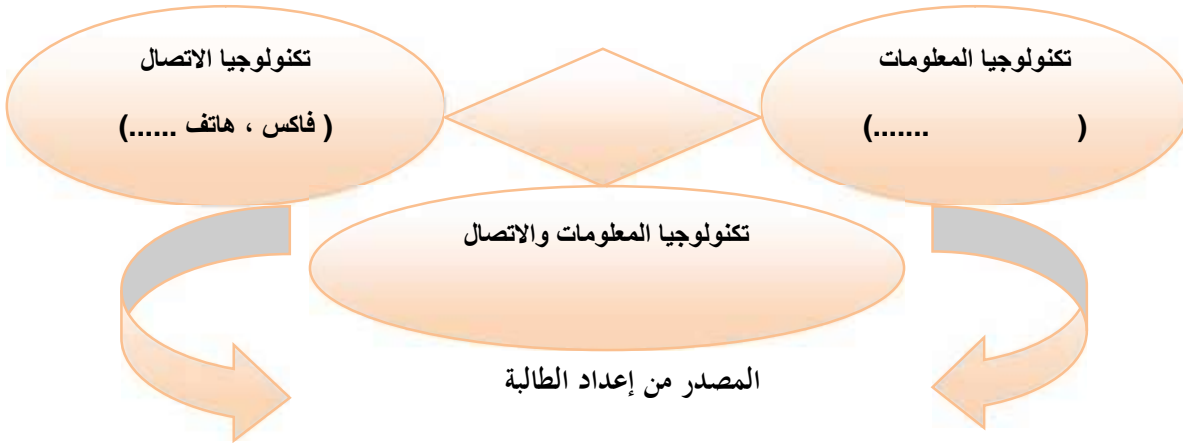 تكنولوجيا المعلومات
( .......)
تكنولوجيا الاتصال
( فاكس ، هاتف ......)
تكنولوجيا المعلومات والاتصال
المصدر من إعداد الطالبة